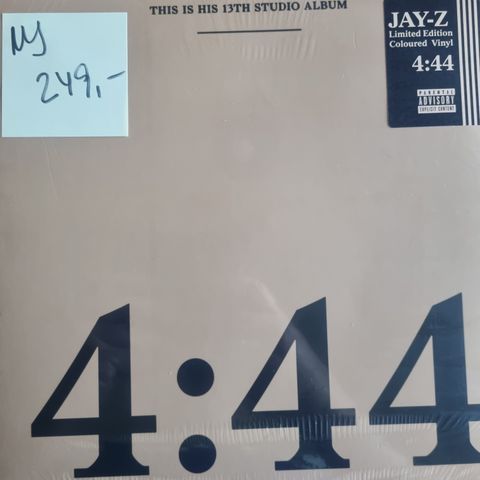 THIS IS HIS 13TH STUDIO ALBUM
Ny
249,-
JAY-Z
Limited Edition
Coloured Vinyl
4:44
PARENTAL
ADVISORY
EXPLICIT CONTENT
4:44